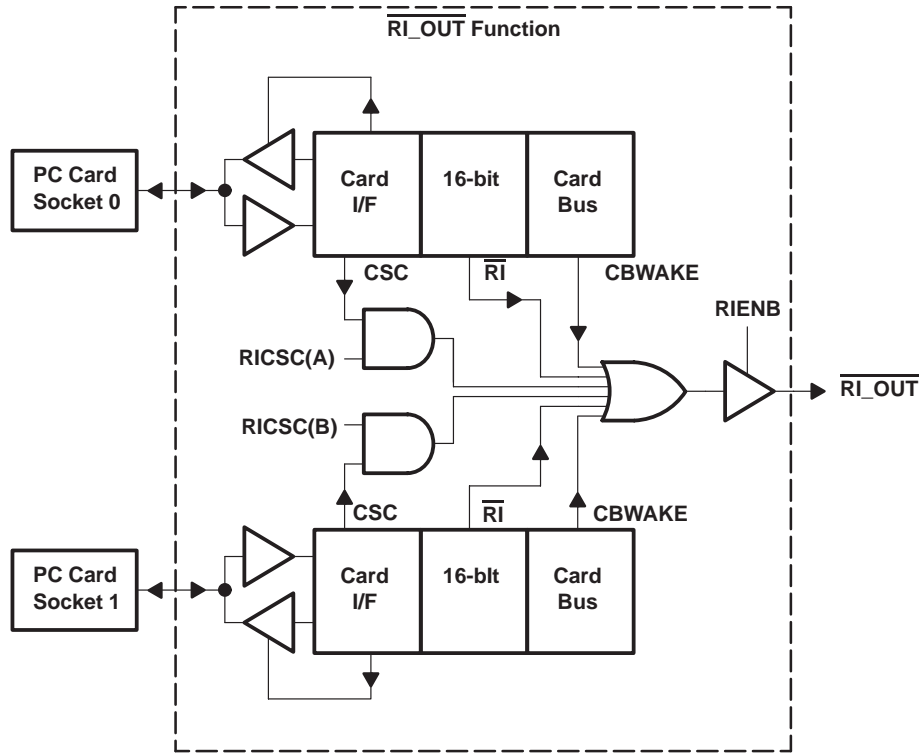 RI_OUT Function
PC Card
Socket 0
Card
I/F
16-bit
Card
Bus
CSC
RI
CBWAKE
RIENB
RICSC(A)
RI_OUT
RICSC(B)
CSC
RI
CBWAKE
PC Card
Socket 1
Card
I/F
16-bIt
Card
Bus